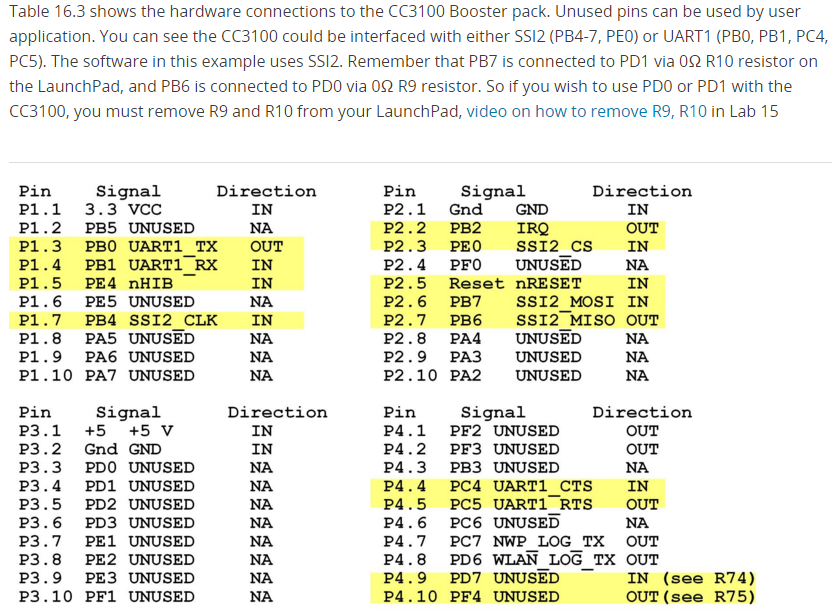 Table 16.3 shows the hardware connections to the CC3100 Booster pack. Unused pins can be used by user
application. You can see the CC3100 could be interfaced with either SSI2 (PB4-7, PE0) or UART1 (PB0, PB1, PC4,
PC5). The software in this example uses SSI2. Remember that PB7 is connected to PD1 via 0Ω R10 resistor on
the LaunchPad, and PB6 is connected to PD0 via 0Ω R9 resistor. So if you wish to use PD0 or PD1 with the
CC3100, you must remove R9 and R10 from your LaunchPad, video on how to remove R9, R10 in Lab 15
Pin Signal Direction
P1.1 3.3 VCC IN
P1.2 PB5 UNUSED NA
P1.3 PB0 UART1_TX OUT
P1.4 PB1 UART1_RX IN
P1.5 PE4 nHIB IN
P1.6 PE5 UNUSED NA
P1.7 PB4 SSI2_CLK IN
P1.8 PA5 UNUSED NA
P1.9 PA6 UNUSED NA
P1.10 PA7 UNUSED NA
Pin Signal Direction
P2.1 Gnd GND IN
P2.2 PB2 IRQ OUT
P2.3 PE0 SSI2_CS IN
P2.4 PF0 UNUSED NA
P2.5 Reset nRESET IN
P2.6 PB7 SSI2_MOSI IN
P2.7 PB6 SSI2_MISO OUT
P2.8 PA4 UNUSED NA
P2.9 PA3 UNUSED NA
P2.10 PA2 UNUSED NA
Pin Signal Direction
P3.1 +5 +5 V IN
P3.2 Gnd GND IN
P3.3 PD0 UNUSED NA
P3.4 PD1 UNUSED NA
P3.5 PD2 UNUSED NA
P3.6 PD3 UNUSED NA
P3.7 PE1 UNUSED NA
P3.8 PE2 UNUSED NA
P3.9 PE3 UNUSED NA
P3.10 PF1 UNUSED NA
Pin Signal Direction
P4.1 PF2 UNUSED OUT
P4.2 PF3 UNUSED OUT
P4.3 PB3 UNUSED NA
P4.4 PC4 UART1_CTS IN
P4.5 PC5 UART1_RTS OUT
P4.6 PC6 UNUSED NA
P4.7 PC7 NWP_LOG_TX OUT
P4.8 PD6 WLAN_LOG_TX OUT
P4.9 PD7 UNUSED IN (see R74)
P4.10 PF4 UNUSED OUT(see R75)